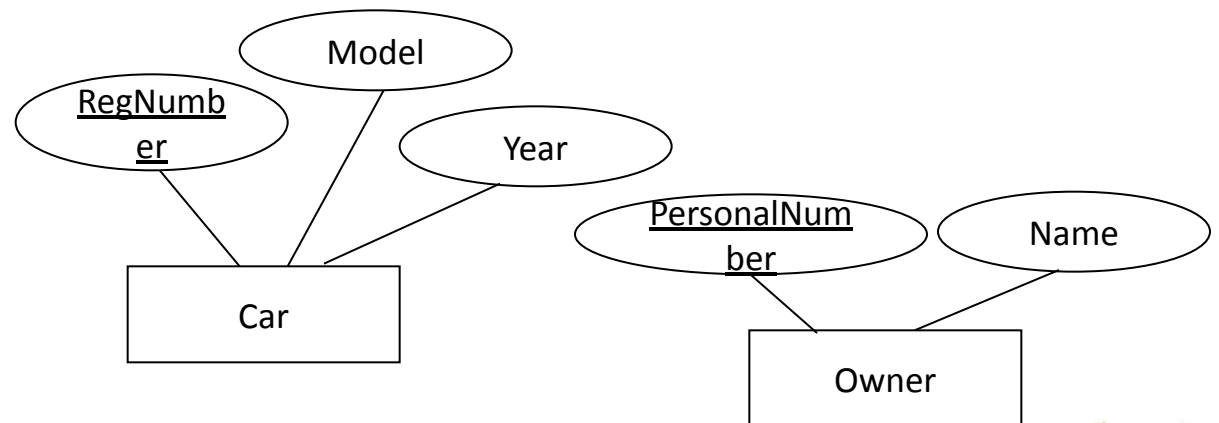 Model
RegNumb
er
Year
PersonalNum
ber
Name
Car
Owner